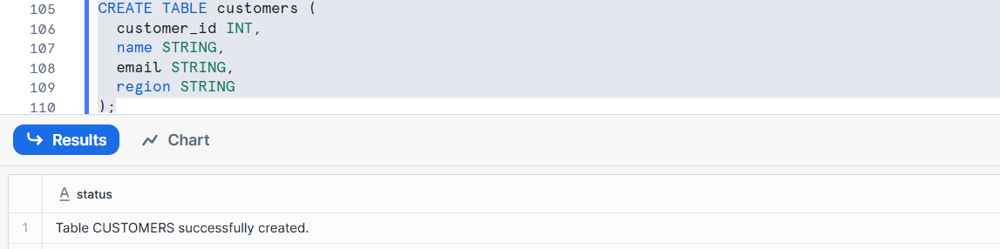 105 CREATE TABLE customers (
106 customer_id INT,
107 name STRING,
108 email STRING,
109 region STRING
110 );
Results Chart
A status
1 Table CUSTOMERS successfully created.